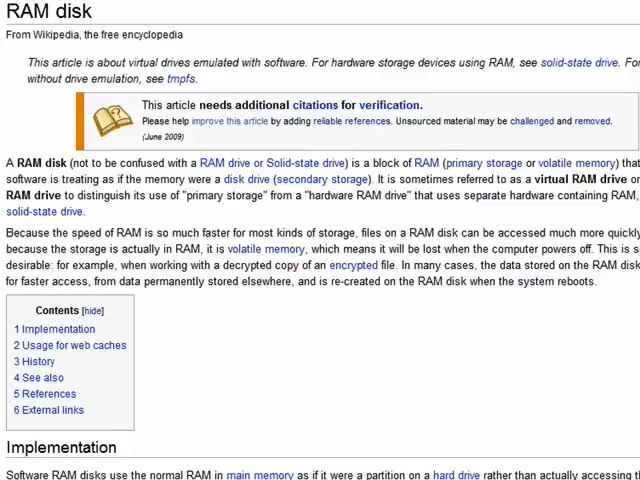 RAM disk
From Wikipedia, the free encyclopedia
This article is about virtual drives emulated with software. For hardware storage devices using RAM, see solid-state drive. For
without drive emulation, see tmpfs.
This article needs additional citations for verification.
Please help improve this article by adding reliable references. Unsourced material may be challenged and removed.
(June 2009)
A RAM disk (not to be confused with a RAM drive or Solid-state drive) is a block of RAM (primary storage or volatile memory) that
software is treating as if the memory were a disk drive (secondary storage). It is sometimes referred to as a virtual RAM drive or
RAM drive to distinguish its use of "primary storage" from a "hardware RAM drive" that uses separate hardware containing RAM,
solid-state drive.
Because the speed of RAM is so much faster for most kinds of storage, files on a RAM disk can be accessed much more quickly
because the storage is actually in RAM, it is volatile memory, which means it will be lost when the computer powers off. This is s
desirable: for example, when working with a decrypted copy of an encrypted file. In many cases, the data stored on the RAM disk
for faster access, from data permanently stored elsewhere, and is re-created on the RAM disk when the system reboots.
Contents [hide]
1 Implementation
2 Usage for web caches
3 History
4 See also
5 References
6 External links
Implementation
Software RAM disks use the normal RAM in main memory as if it were a partition on a hard drive rather than actually accessing th